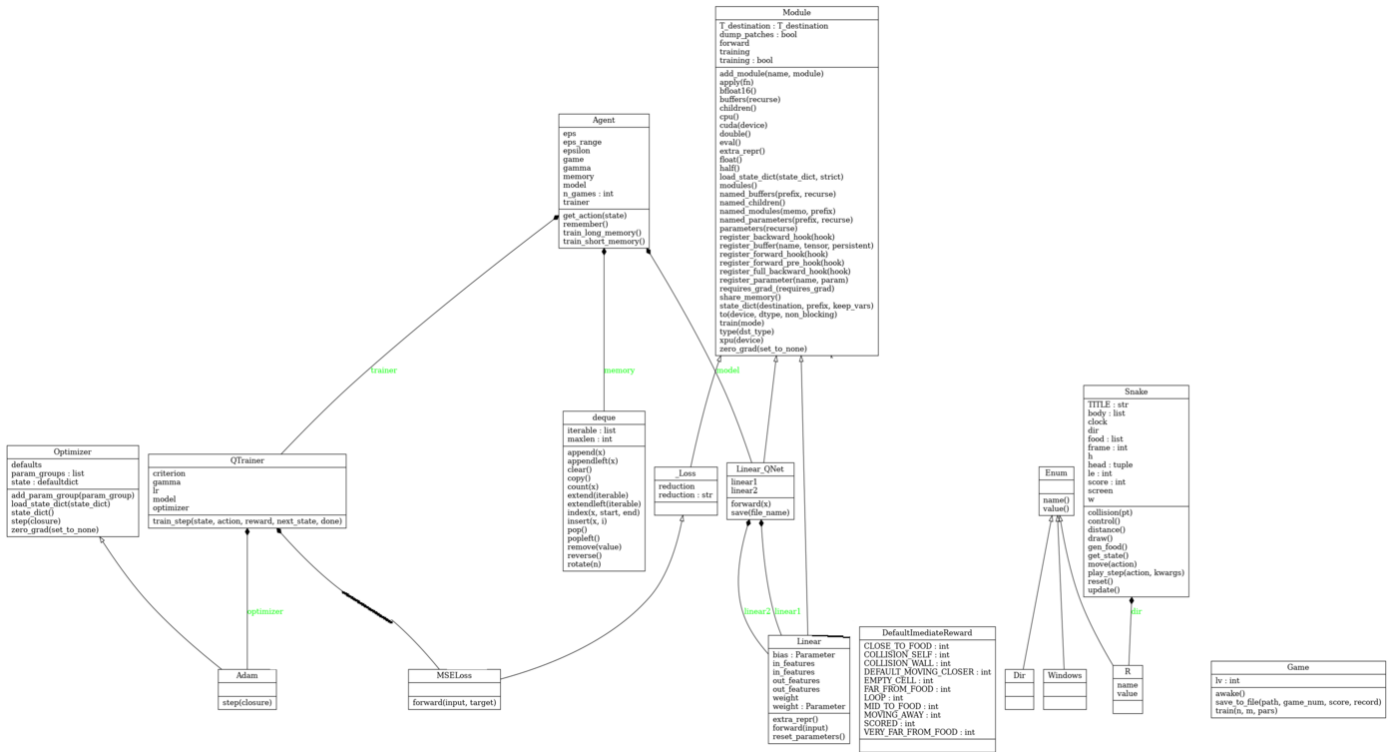 Module
T_destination : T_destination
dump_patches : bool
forward
training
training : bool
add_module(name, module)
apply(fn)
bfloat16()
buffers(recurse)
children()
cpu()
cuda(device)
double()
eval()
extra_repr()
float()
half()
load_state_dict(state_dict, strict)
modules()
named_buffers(prefix, recurse)
named_children()
named_modules(memo, prefix)
named_parameters(prefix, recurse)
parameters(recurse)
register_backward_hook(hook)
register_buffer(name, tensor, persistent)
register_forward_hook(hook)
register_forward_pre_hook(hook)
register_full_backward_hook(hook)
register_parameter(name, param)
requires_grad_(requires_grad)
share_memory()
state_dict(destination, prefix, keep_vars)
to(device, dtype, non_blocking)
train(mode)
type(dst_type)
xpu(device)
zero_grad(set_to_none)
Agent
eps
eps_range
epsilon
game
gamma
memory
model
n_games : int
trainer
get_action(state)
remember()
train_long_memory()
train_short_memory()
trainer
memory
model
Optimizer
defaults
param_groups : list
state : defaultdict
add_param_group(param_group)
load_state_dict(state_dict)
state_dict()
step(closure)
zero_grad(set_to_none)
QTrainer
criterion
gamma
lr
model
optimizer
train_step(state, action, reward, next_state, done)
deque
iterable : list
maxlen : int
append(x)
appendleft(x)
clear()
copy()
count(x)
extend(iterable)
extendleft(iterable)
index(x, start, end)
insert(x, i)
pop()
popleft()
remove(value)
reverse()
rotate(n)
_Loss
reduction
reduction : str
Linear_QNet
linear1
linear2
forward(x)
save(file_name)
Enum
name()
value()
Snake
TITLE : str
body : list
clock
dir
food : list
frame : int
h
head : tuple
le : int
score : int
screen
w
collision(pt)
control()
distance()
draw()
gen_food()
get_state()
move(action)
play_step(action, kwargs)
reset()
update()
optimizer
linear2
linear1
dir
Adam
step(closure)
MSELoss
forward(input, target)
Linear
bias : Parameter
in_features
in_features
out_features
out_features
weight
weight : Parameter
extra_repr()
forward(input)
reset_parameters()
DefaultImediateReward
CLOSE_TO_FOOD : int
COLLISION_SELF : int
COLLISION_WALL : int
DEFAULT_MOVING_CLOSER : int
EMPTY_CELL : int
FAR_FROM_FOOD : int
LOOP : int
MID_TO_FOOD : int
MOVING_AWAY : int
SCORED : int
VERY_FAR_FROM_FOOD : int
Dir
Windows
R
name
value
Game
lv : int
awake()
save_to_file(path, game_num, score, record)
train(n, m, pars)